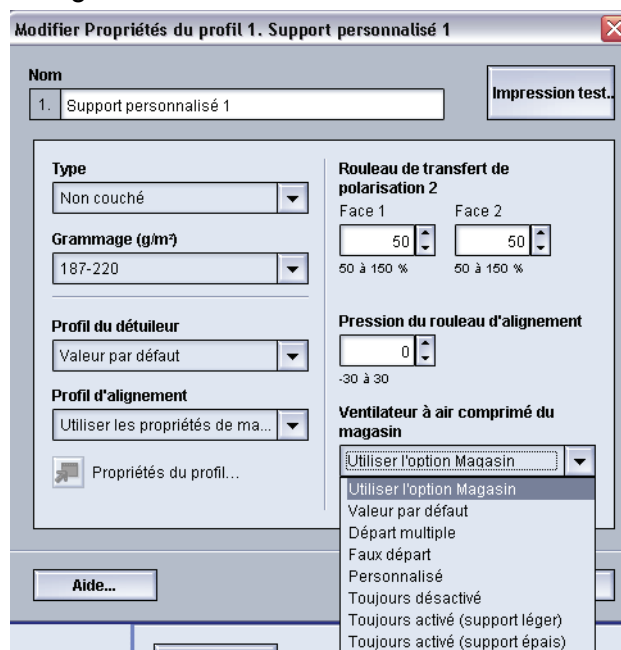 Modifier Propriétés du profil 1. Support personnalisé 1
Nom
1. Support personnalisé 1
Impression test..
Type
Non couché
Grammage (g/m²)
187-220
Profil du détuileur
Valeur par défaut
Profil d'alignement
Utiliser les propriétés de ma...
Propriétés du profil...
Rouleau de transfert de
polarisation 2
Face 1 Face 2
50 50
50 à 150 % 50 à 150 %
Pression du rouleau d'alignement
0
-30 à 30
Ventilateur à air comprimé du
magasin
Utiliser l'option Magasin
Utiliser l'option Magasin
Valeur par défaut
Départ multiple
Faux départ
Personnalisé
Toujours désactivé
Toujours activé (support léger)
Toujours activé (support épais)
Aide...